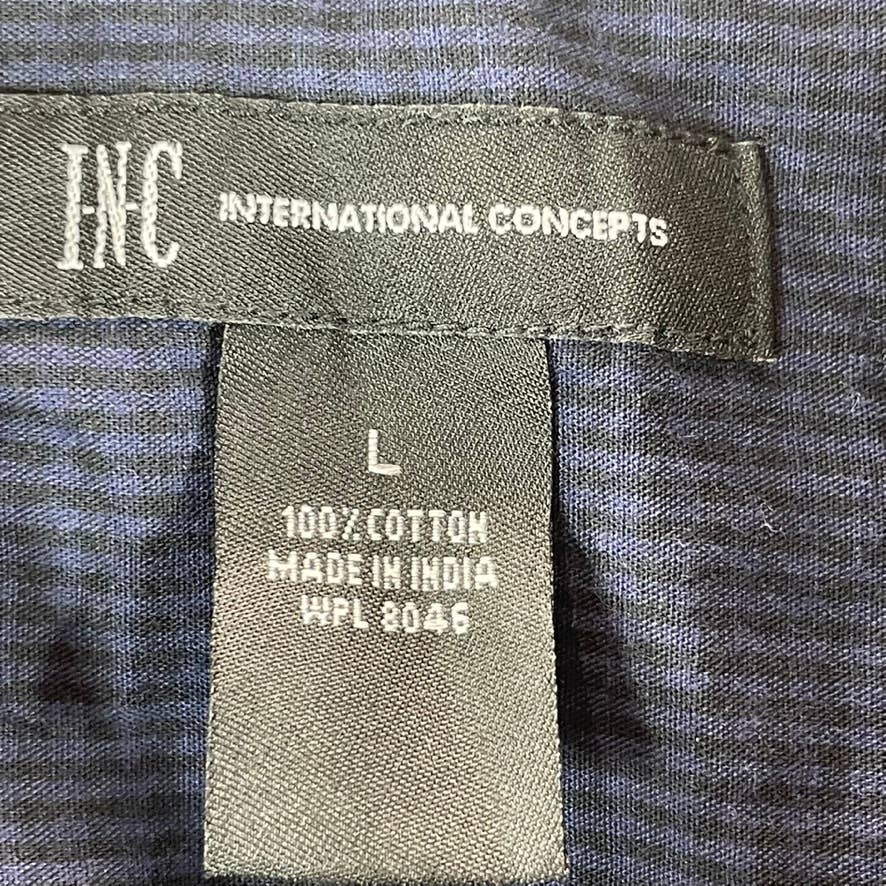 I·N·C INTERNATIONAL CONCEPTS
L
100% COTTON
MADE IN INDIA
WPL 8046